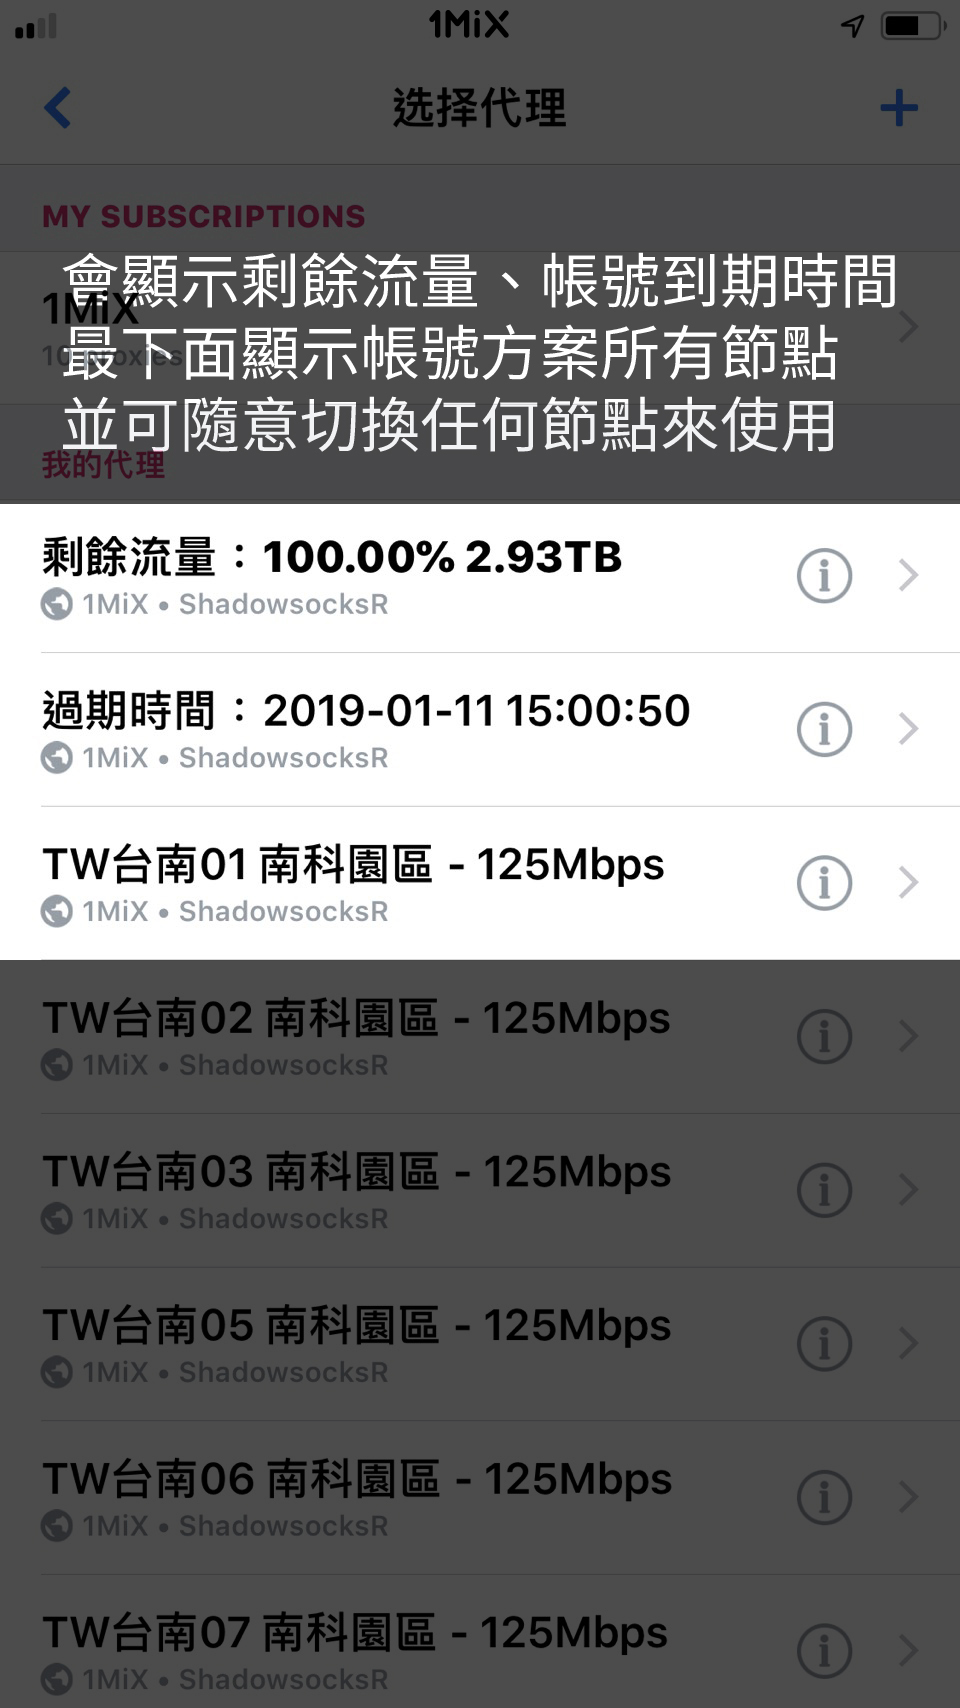 1MiX
选择代理
MY SUBSCRIPTIONS
會顯示剩餘流量、帳號到期時間
1MiX
最下面顯示帳號方案所有節點
10 proxies
並可隨意切換任何節點來使用
我的代理
剩餘流量：100.00% 2.93TB
1MiX • ShadowsocksR
過期時間：2019-01-11 15:00:50
1MiX • ShadowsocksR
TW台南01 南科園區 - 125Mbps
1MiX • ShadowsocksR
TW台南02 南科園區 - 125Mbps
1MiX • ShadowsocksR
TW台南03 南科園區 - 125Mbps
1MiX • ShadowsocksR
TW台南05 南科園區 - 125Mbps
1MiX • ShadowsocksR
TW台南06 南科園區 - 125Mbps
1MiX • ShadowsocksR
TW台南07 南科園區 - 125Mbps
1MiX • ShadowsocksR